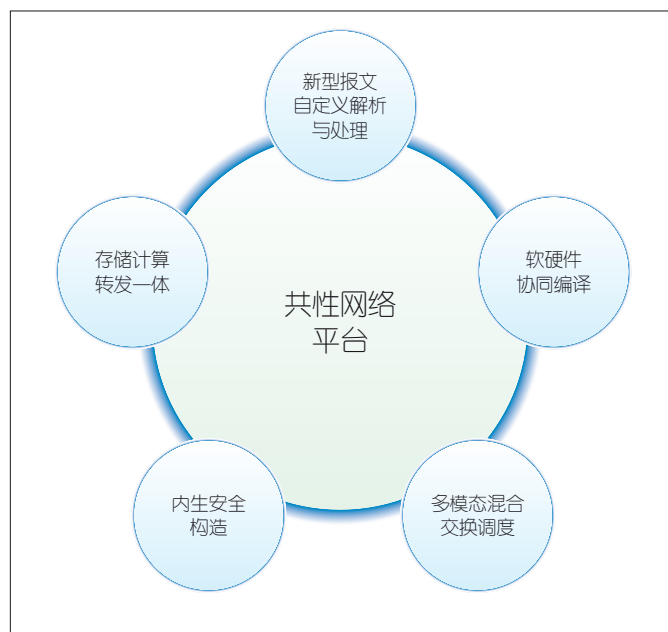 新型报文
自定义解析
与处理
存储计算
转发一体
软硬件
协同编译
共性网络
平台
内生安全
构造
多模态混合
交换调度